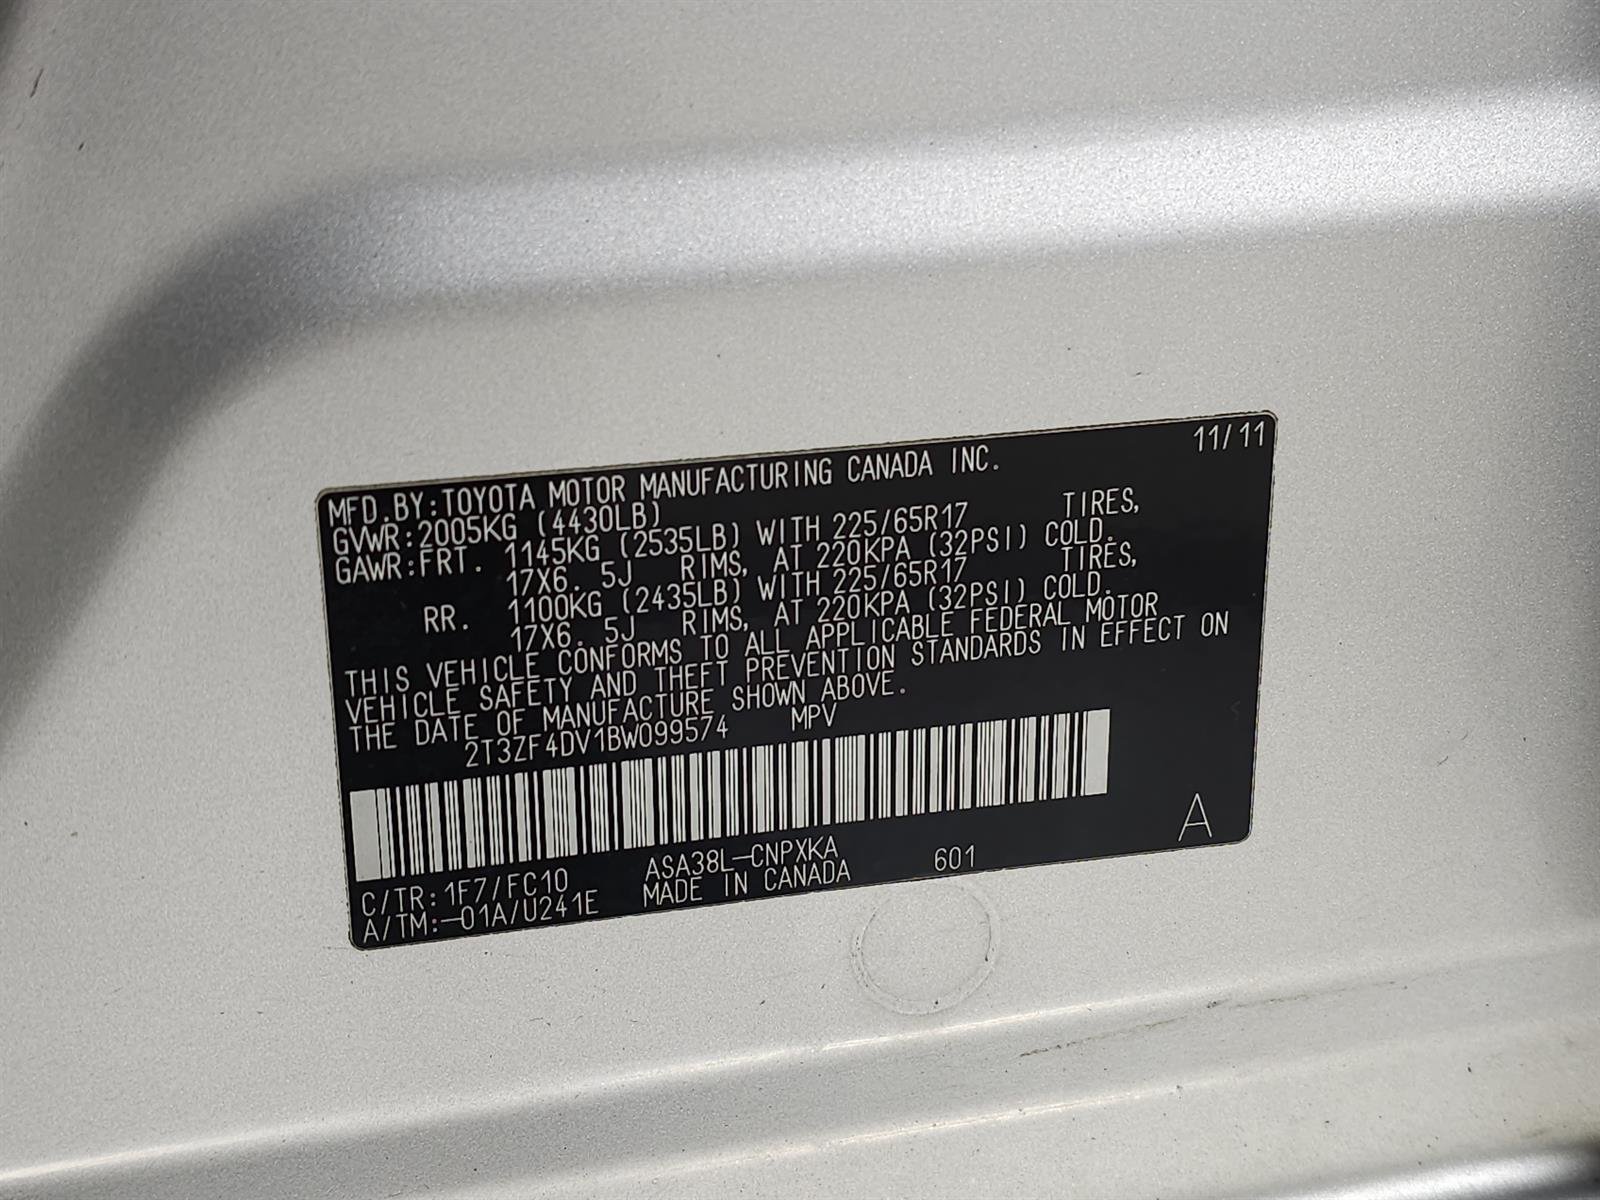 MFD.BY:TOYOTA MOTOR MANUFACTURING CANADA INC. 11/11
GVWR:2005KG (4430LB)
GAWR:FRT. 1145KG (2535LB) WITH 225/65R17 TIRES,
17X6. 5J RIMS, AT 220KPA (32PSI) COLD.
RR. 1100KG (2435LB) WITH 225/65R17 TIRES,
17X6. 5J RIMS, AT 220KPA (32PSI) COLD.
THIS VEHICLE CONFORMS TO ALL APPLICABLE FEDERAL MOTOR
VEHICLE SAFETY AND THEFT PREVENTION STANDARDS IN EFFECT ON
THE DATE OF MANUFACTURE SHOWN ABOVE.
2T3ZF4DV1BW099574 MPV
A
C/TR:1F7/FC10 ASA38L-CNPXKA 601
A/TM:-01A/U241E MADE IN CANADA